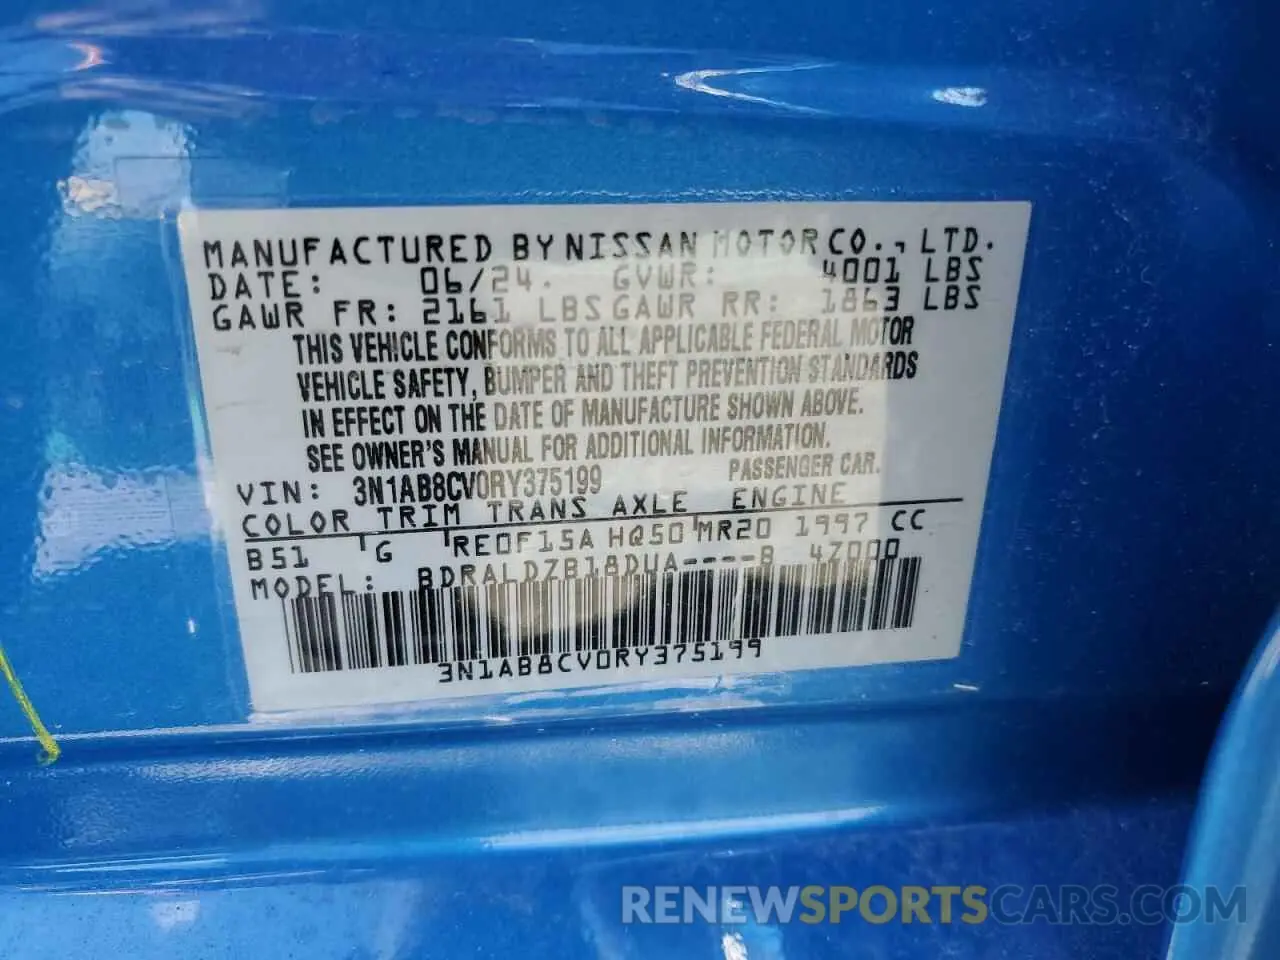 MANUFACTURED BY NISSAN MOTOR CO., LTD.
DATE: 06/24. GVWR: 4001 LBS
GAWR FR: 2161 LBS GAWR RR: 1863 LBS
THIS VEHICLE CONFORMS TO ALL APPLICABLE FEDERAL MOTOR
VEHICLE SAFETY, BUMPER AND THEFT PREVENTION STANDARDS
IN EFFECT ON THE DATE OF MANUFACTURE SHOWN ABOVE.
SEE OWNER'S MANUAL FOR ADDITIONAL INFORMATION.
VIN: 3N1AB8CV0RY375199 PASSENGER CAR.
COLOR TRIM TRANS AXLE ENGINE
B51 G RE0F15A HQ50 MR20 1997 CC
MODEL: BDRALDZB18DUA----B 4Z000
3N1AB8CV0RY375199
RENEWSPORTSCARS.COM